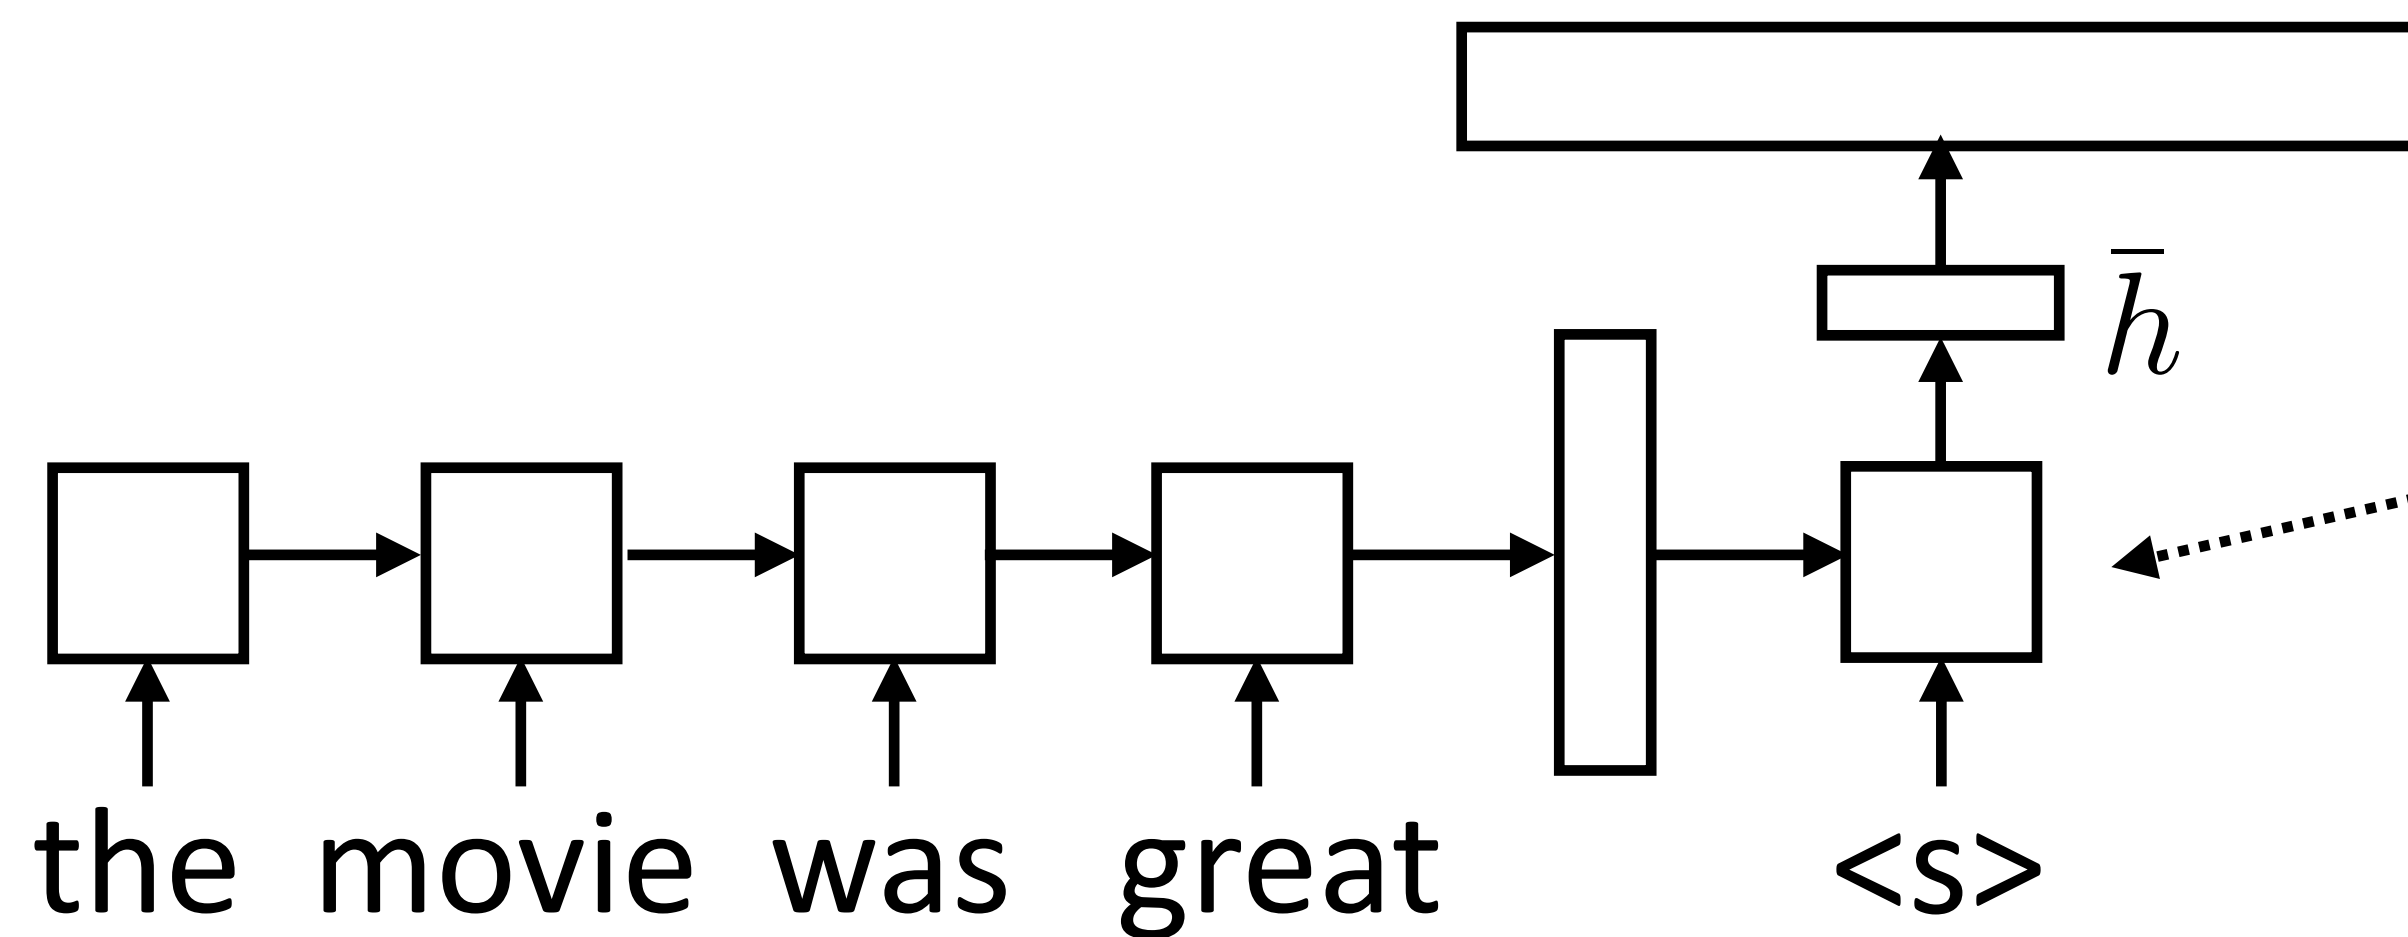 h̄
the movie was great <s>